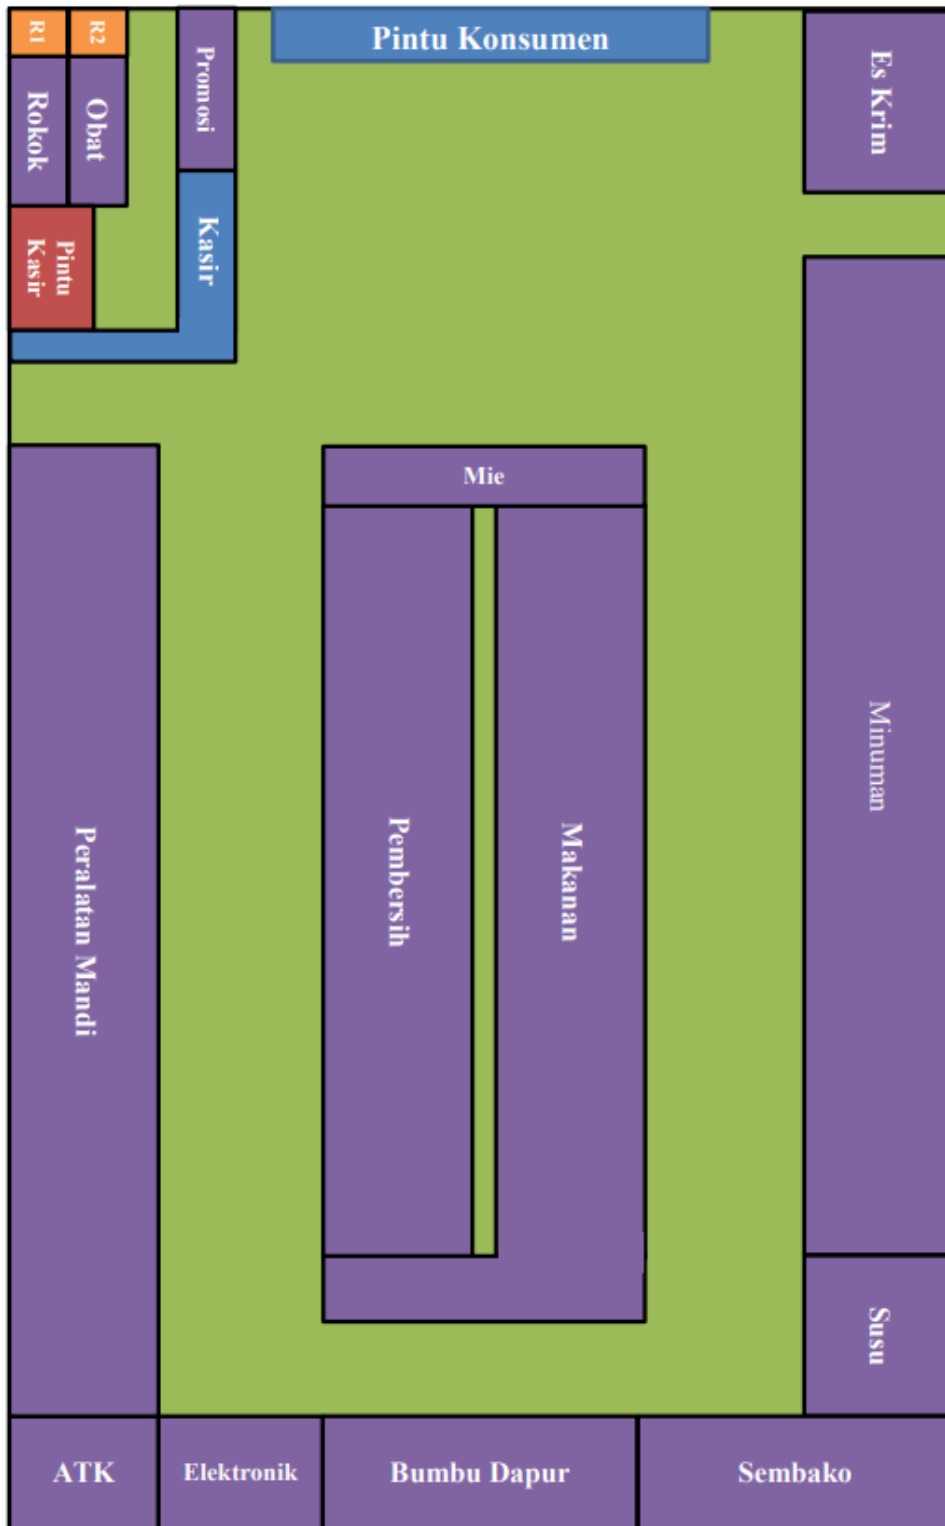 R1
R2
Promosi
Pintu Konsumen
Es Krim
Rokok
Obat
Kasir
Pintu
Kasir
Mie
Minuman
Pembersih
Makanan
Peralatan Mandi
Susu
ATK
Elektronik
Bumbu Dapur
Sembako